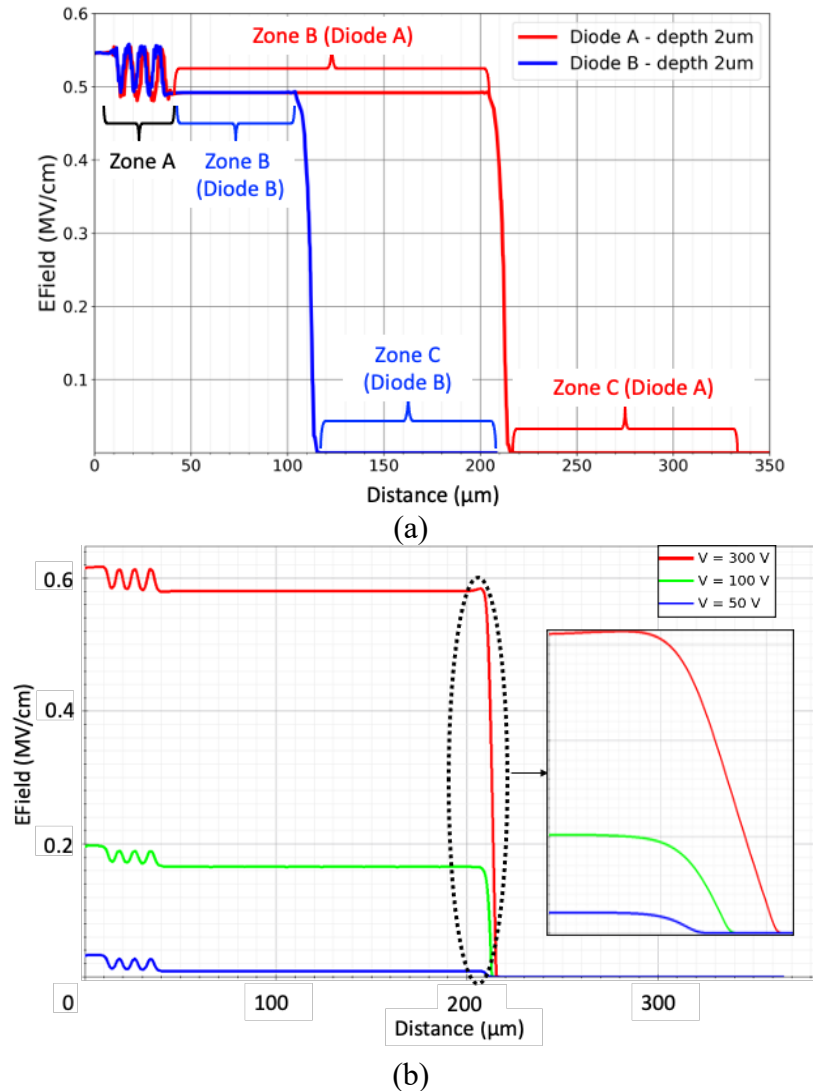 0.6
Zone B (Diode A)
Diode A - depth 2um
Diode B - depth 2um
0.5
Zone A
Zone B
(Diode B)
0.4
EField (MV/cm)
0.3
0.2
Zone C
(Diode B)
Zone C (Diode A)
0.1
0 50 100 150 200 250 300 350
Distance (μm)
(a)
V = 300 V
V = 100 V
V = 50 V
0.6
0.4
EField (MV/cm)
0.2
0 100 200 300
Distance (μm)
(b)